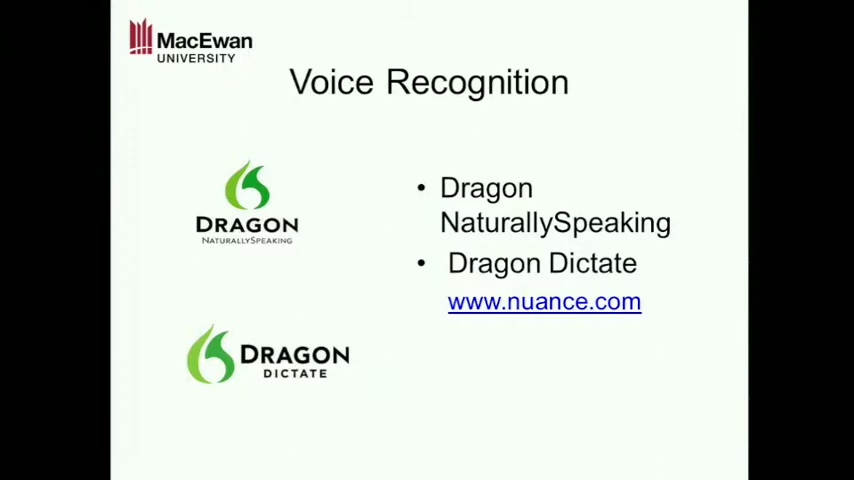 MacEwan
UNIVERSITY
Voice Recognition
DRAGON
NATURALLYSPEAKING
• Dragon
NaturallySpeaking
• Dragon Dictate
www.nuance.com
DRAGON
DICTATE